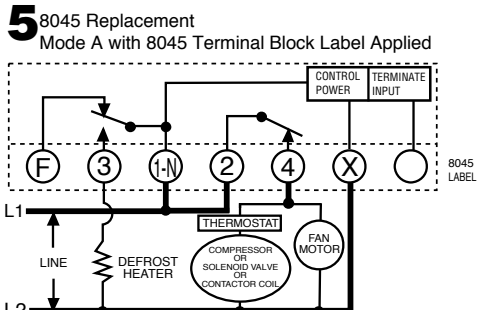 5 8045 Replacement
Mode A with 8045 Terminal Block Label Applied
CONTROL POWER
TERMINATE INPUT
F 3 1-N 2 4 X
8045 LABEL
L1
THERMOSTAT
LINE
DEFROST HEATER
COMPRESSOR
OR
SOLENOID VALVE
OR
CONTACTOR COIL
FAN MOTOR
L2